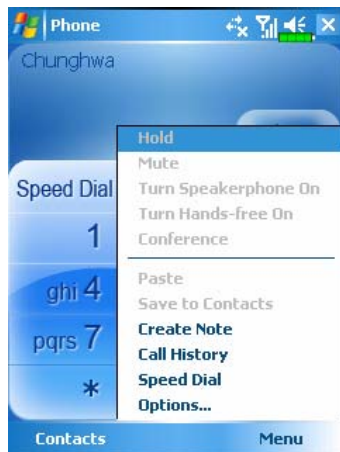 Phone
Chunghwa
Hold
Mute
Turn Speakerphone On
Turn Hands-free On
Conference
Paste
Save to Contacts
Create Note
Call History
Speed Dial
Options...
Speed Dial
1
ghi 4
pqrs 7
*
Contacts
Menu